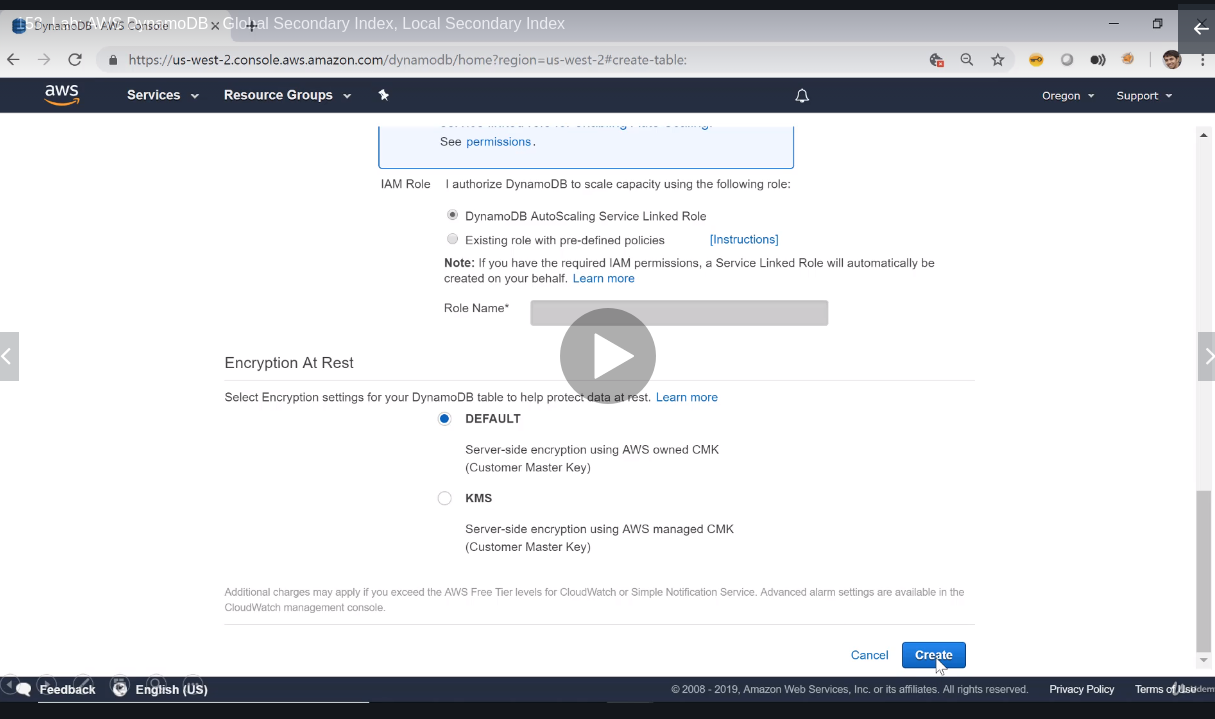 153. Lab: AWS DynamoDB - Global Secondary Index, Local Secondary Index
DynamoDB - AWS Console
https://us-west-2.console.aws.amazon.com/dynamodb/home?region=us-west-2#create-table:
aws Services Resource Groups Oregon Support
See permissions.
IAM Role I authorize DynamoDB to scale capacity using the following role:
DynamoDB AutoScaling Service Linked Role
Existing role with pre-defined policies [Instructions]
Note: If you have the required IAM permissions, a Service Linked Role will automatically be
created on your behalf. Learn more
Role Name*
Encryption At Rest
Select Encryption settings for your DynamoDB table to help protect data at rest. Learn more
DEFAULT
Server-side encryption using AWS owned CMK
(Customer Master Key)
KMS
Server-side encryption using AWS managed CMK
(Customer Master Key)
Additional charges may apply if you exceed the AWS Free Tier levels for CloudWatch or Simple Notification Service. Advanced alarm settings are available in the
CloudWatch management console.
Cancel Create
Feedback English (US) © 2008 - 2019, Amazon Web Services, Inc. or its affiliates. All rights reserved. Privacy Policy Terms of Use